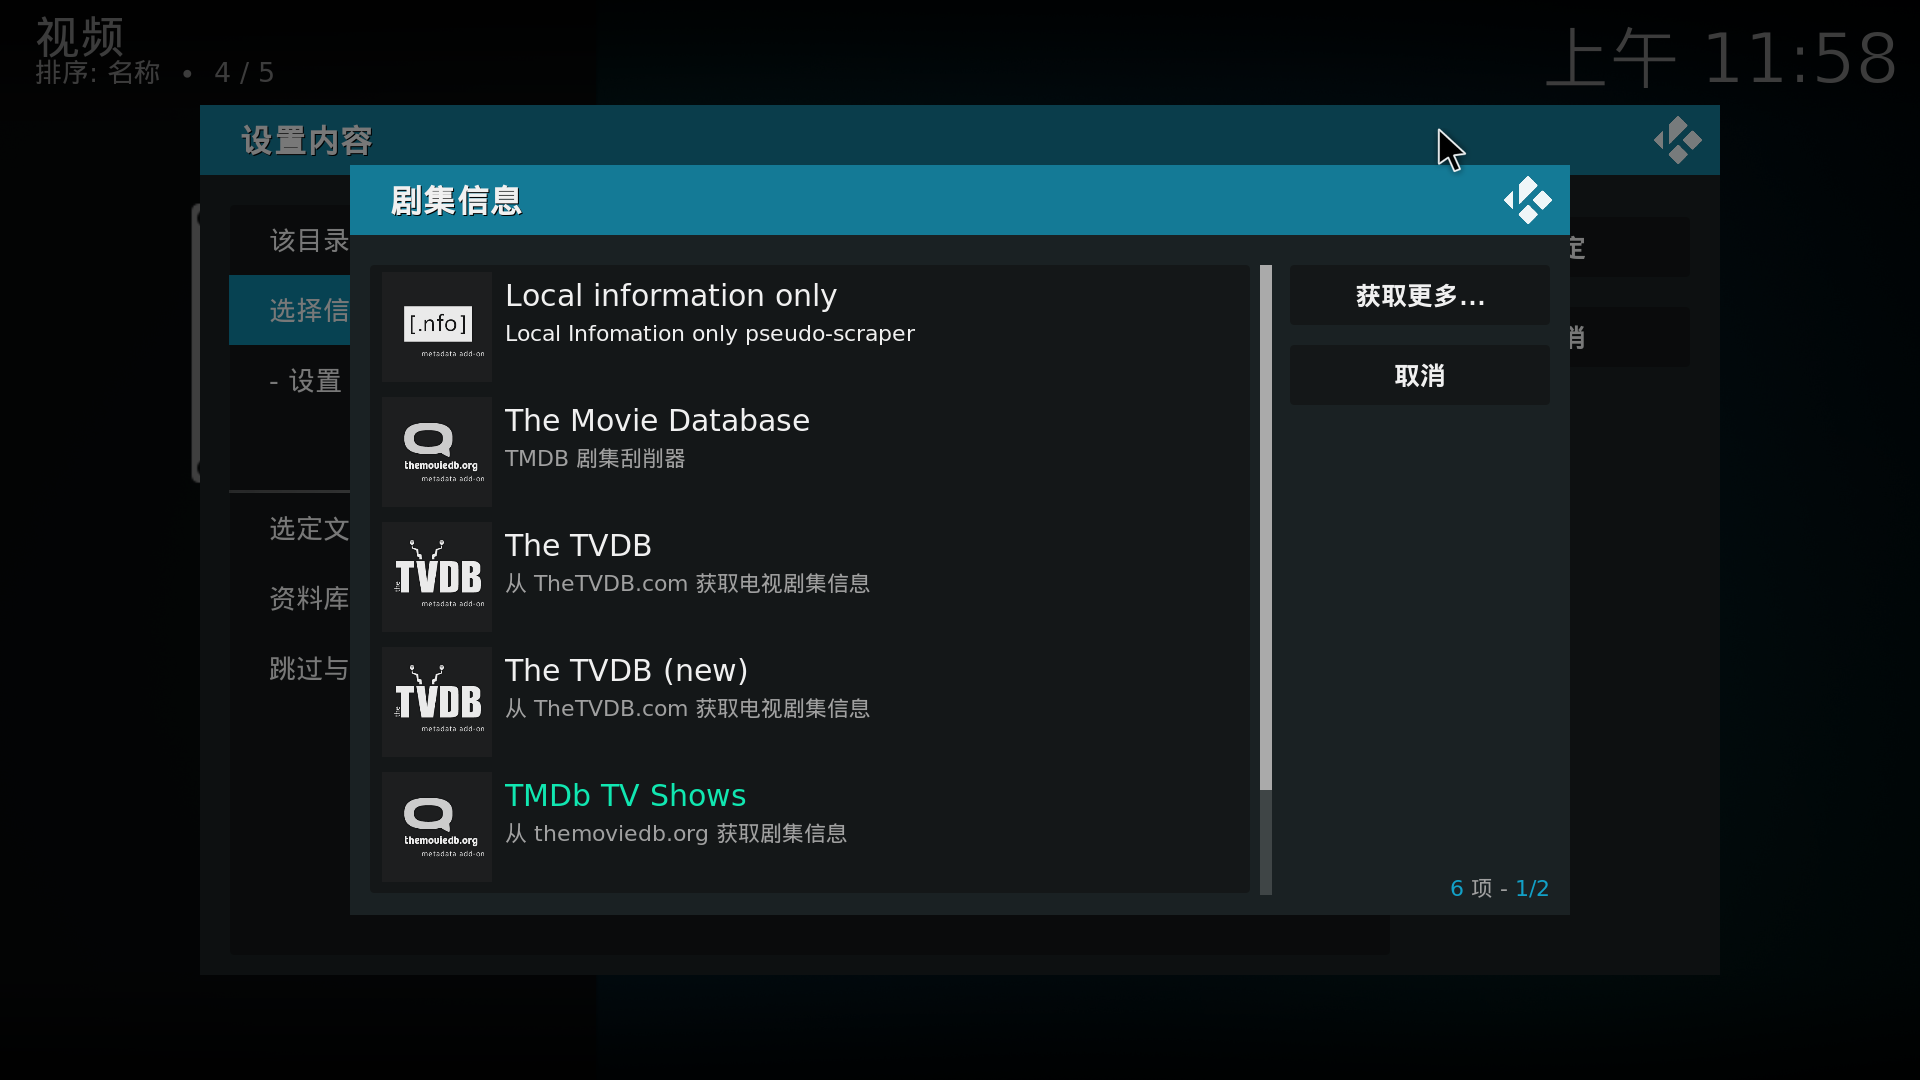 视频
排序: 名称 • 4 / 5
上午 11:58
设置内容
剧集信息
该目录
选择信
- 设置
选定文
资料库
跳过与
定
消
[.nfo]
metadata add-on
Local information only
Local Infomation only pseudo-scraper
themoviedb.org
metadata add-on
The Movie Database
TMDB 剧集刮削器
the TVDB
metadata add-on
The TVDB
从 TheTVDB.com 获取电视剧集信息
the TVDB
metadata add-on
The TVDB (new)
从 TheTVDB.com 获取电视剧集信息
themoviedb.org
metadata add-on
TMDb TV Shows
从 themoviedb.org 获取剧集信息
获取更多...
取消
6 项 - 1/2